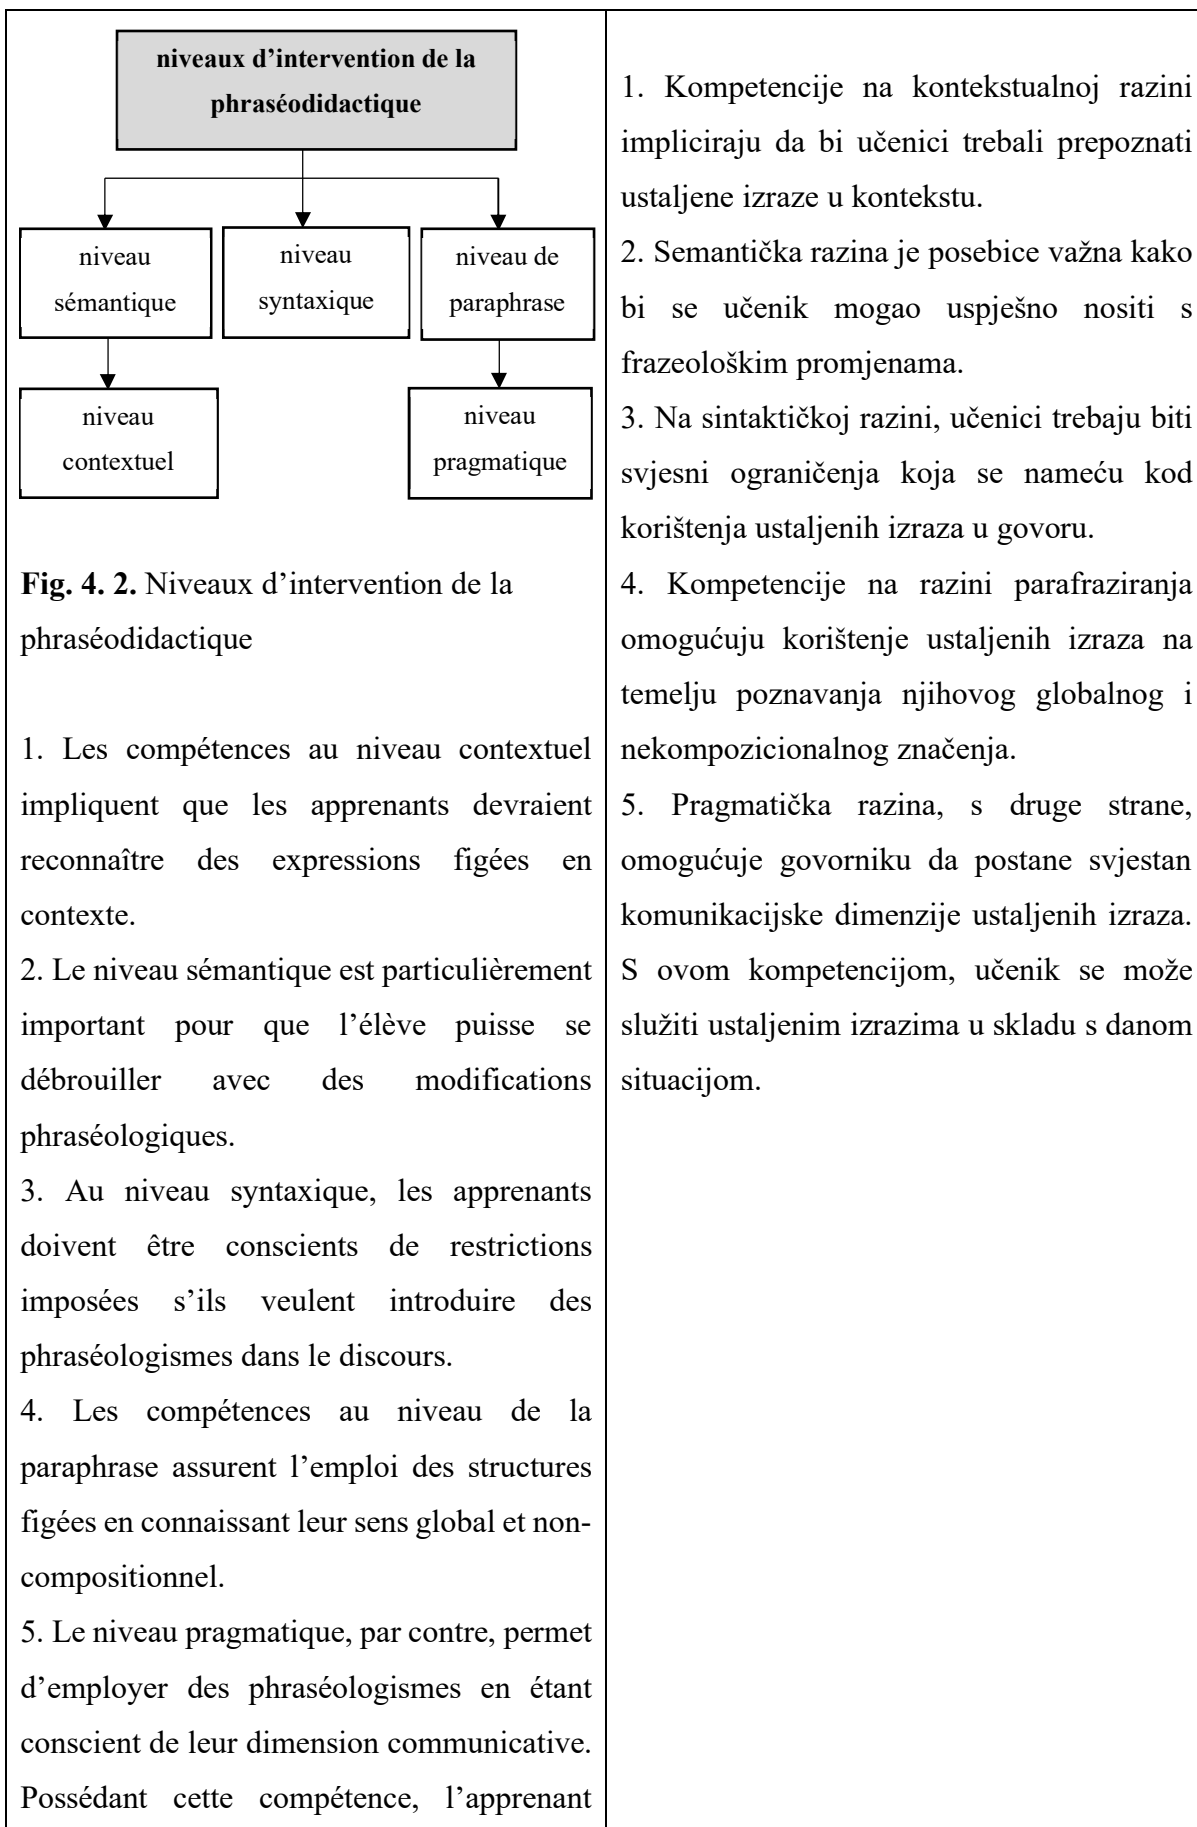 niveaux d’intervention de la
phraséodidactique
niveau
sémantique
niveau
syntaxique
niveau de
paraphrase
niveau
contextuel
niveau
pragmatique
Fig. 4. 2. Niveaux d’intervention de la
phraséodidactique
1. Les compétences au niveau contextuel
impliquent que les apprenants devraient
reconnaître des expressions figées en
contexte.
2. Le niveau sémantique est particulièrement
important pour que l’élève puisse se
débrouiller avec des modifications
phraséologiques.
3. Au niveau syntaxique, les apprenants
doivent être conscients de restrictions
imposées s’ils veulent introduire des
phraséologismes dans le discours.
4. Les compétences au niveau de la
paraphrase assurent l’emploi des structures
figées en connaissant leur sens global et non-
compositionnel.
5. Le niveau pragmatique, par contre, permet
d’employer des phraséologismes en étant
conscient de leur dimension communicative.
Possédant cette compétence, l’apprenant
1. Kompetencije na kontekstualnoj razini
impliciraju da bi učenici trebali prepoznati
ustaljene izraze u kontekstu.
2. Semantička razina je posebice važna kako
bi se učenik mogao uspješno nositi s
frazeološkim promjenama.
3. Na sintaktičkoj razini, učenici trebaju biti
svjesni ograničenja koja se nameću kod
korištenja ustaljenih izraza u govoru.
4. Kompetencije na razini parafraziranja
omogućuju korištenje ustaljenih izraza na
temelju poznavanja njihovog globalnog i
nekompozicionalnog značenja.
5. Pragmatička razina, s druge strane,
omogućuje govorniku da postane svjestan
komunikacijske dimenzije ustaljenih izraza.
S ovom kompetencijom, učenik se može
služiti ustaljenim izrazima u skladu s danom
situacijom.